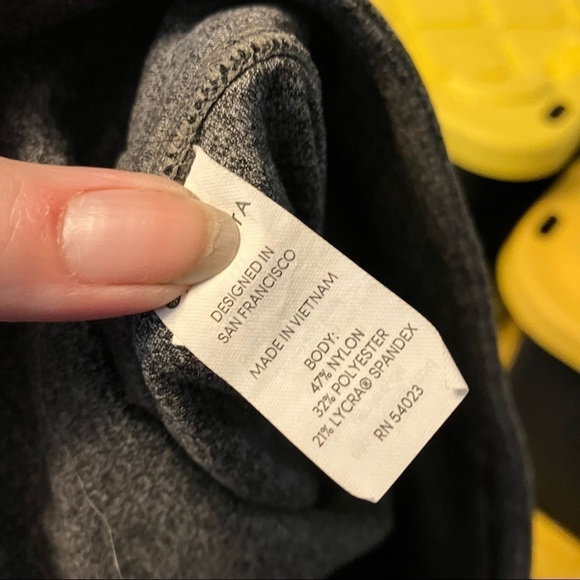 A
DESIGNED IN
SAN FRANCISCO
MADE IN VIETNAM
BODY:
47% NYLON
32% POLYESTER
21% LYCRA® SPANDEX
RN 54023